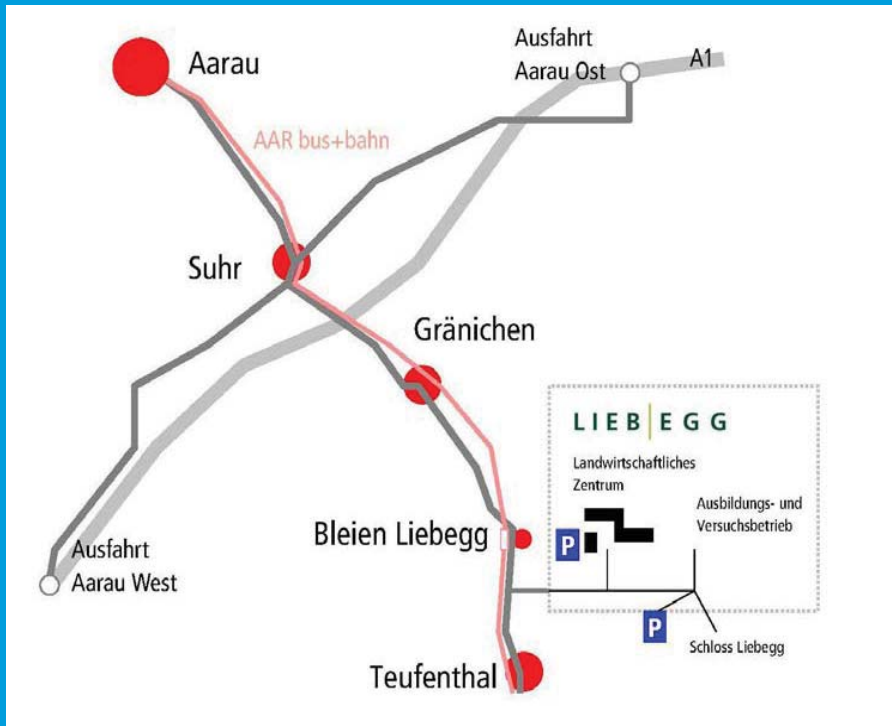 Ausfahrt
Aarau Ost
A1
Aarau
AAR bus+bahn
Suhr
Gränichen
LIEB|EGG
Landwirtschaftliches
Zentrum
Ausbildungs- und
Versuchsbetrieb
Bleien Liebegg
P
Ausfahrt
Aarau West
P
Schloss Liebegg
Teufenthal